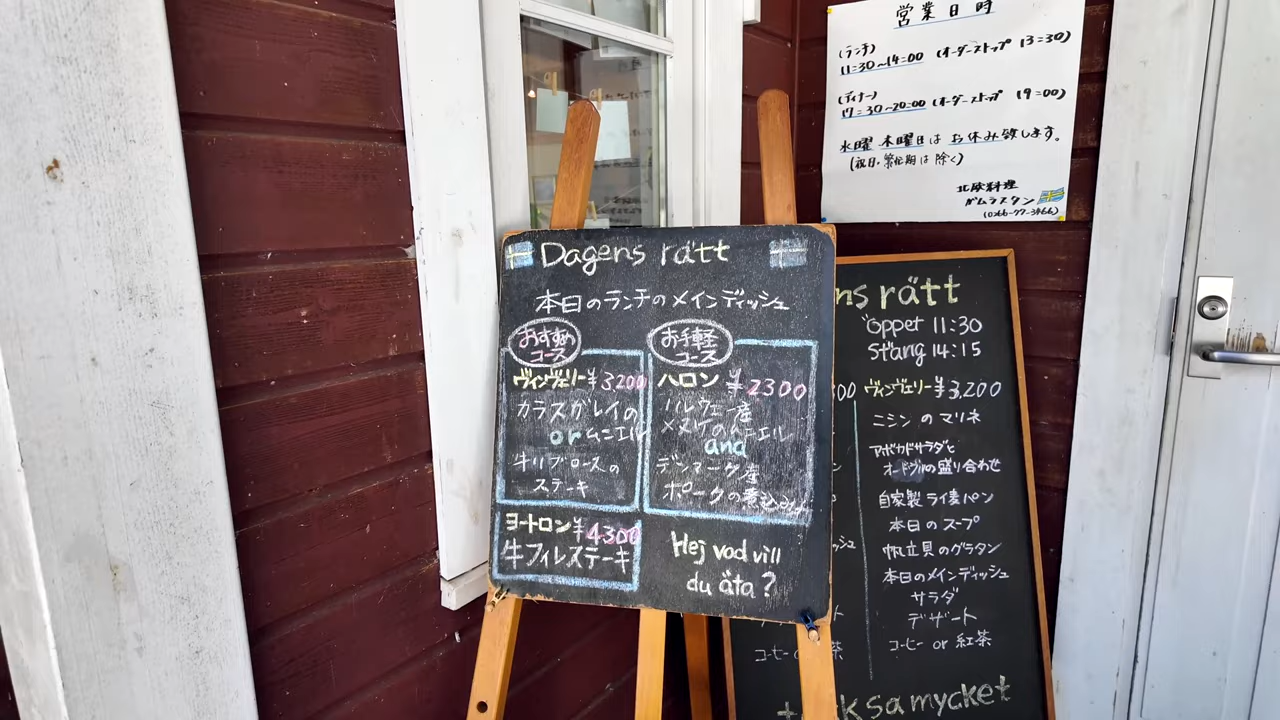 営業日時
(ランチ)
11:30〜14:00 (オーダーストップ 13:30)
(ディナー)
17:30〜20:00 (オーダーストップ 19:00)
水曜 木曜日は お休み致します。
(祝日・繁忙期は除く)
北欧料理
ガムラスタン
Dagens rätt
本日のランチのメインディッシュ
おすすめ
コース
ヴィンヴェリー ¥3200
カラスガレイの
ムニエル
or
牛リブロースの
ステーキ
お手軽
コース
ハロン ¥2300
ノルウェー産
メヌケのムニエル
and
デンマーク産
ポークの煮込み
ヨートロン ¥4300
牛フィレステーキ
Hej vad vill
du äta?
ns rätt
öppet 11:30
Stäng 14:15
ヴィンヴェリー ¥3,200
ニシンのマリネ
アボカドサラダと
オードブルの盛り合わせ
自家製ライ麦パン
本日のスープ
帆立貝のグラタン
本日のメインディッシュ
サラダ
デザート
コーヒー or 紅茶
mycket